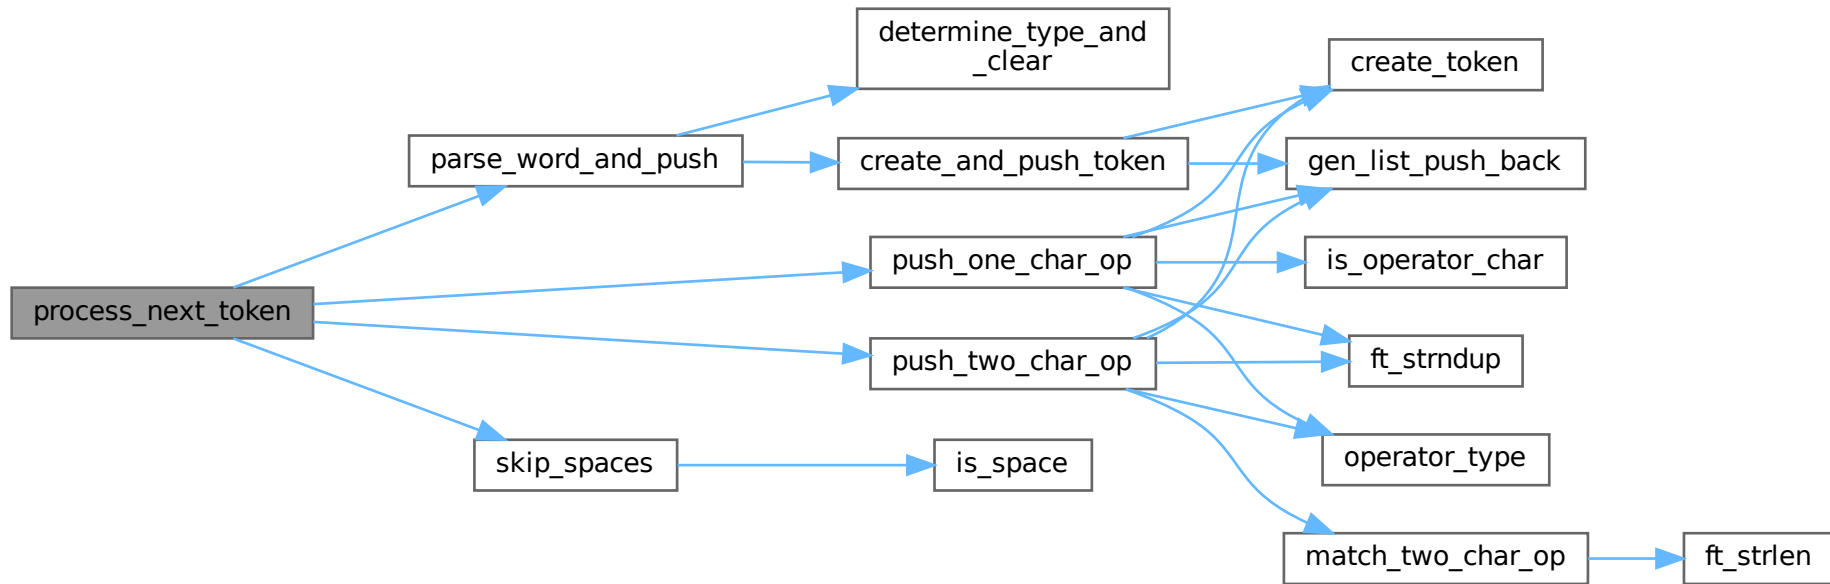 determine_type_and
_clear
create_token
parse_word_and_push
create_and_push_token
gen_list_push_back
push_one_char_op
is_operator_char
process_next_token
push_two_char_op
ft_strndup
skip_spaces
is_space
operator_type
match_two_char_op
ft_strlen